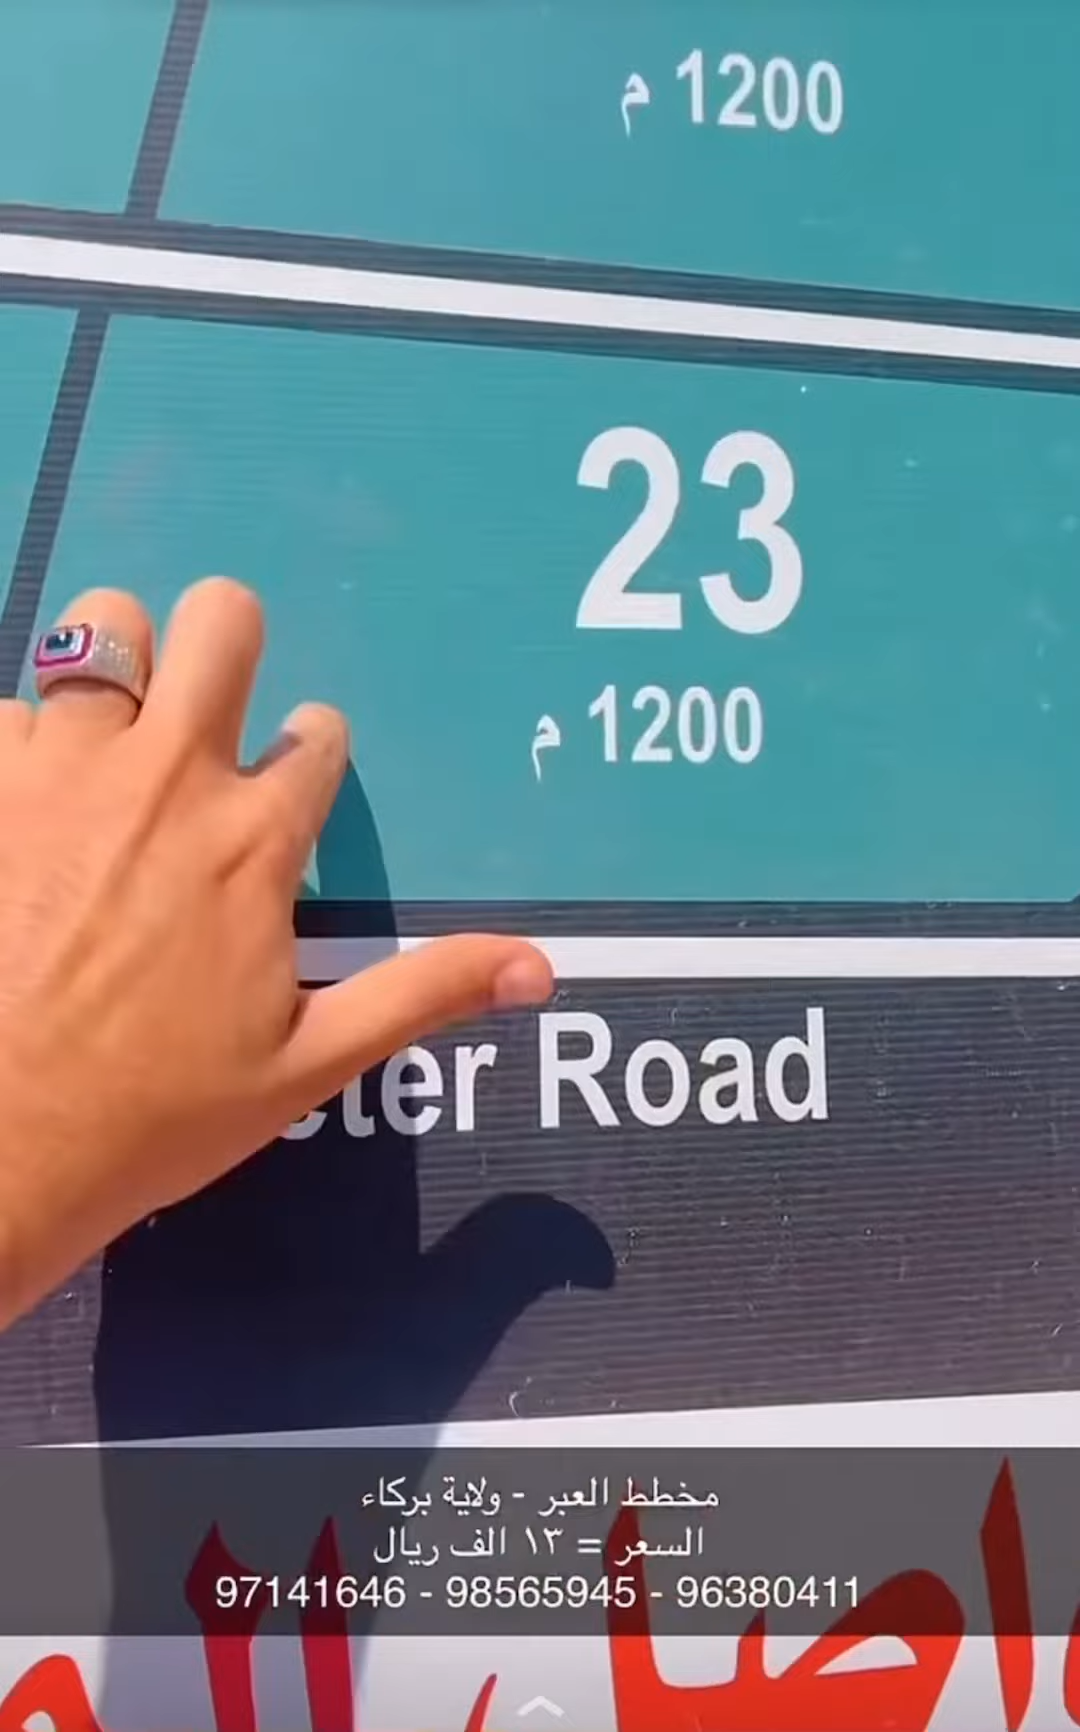 1200 م
23
1200 م
Road
مخطط العبر - ولاية بركاء
السعر = ١٣ الف ريال
97141646 - 98565945 - 96380411